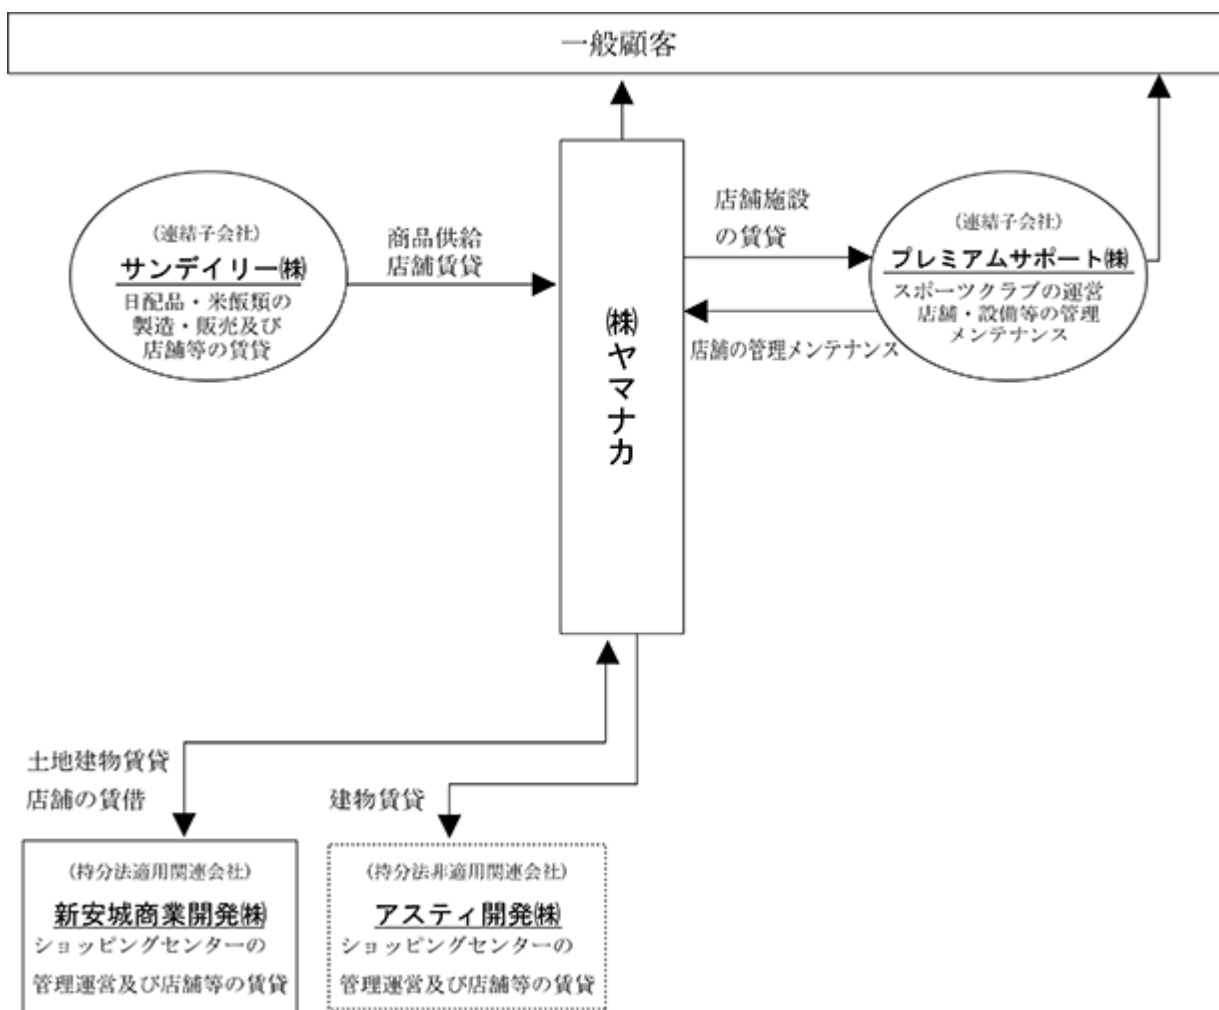 一般顧客
(連結子会社)
サンデイリー㈱
日配品・米飯類の
製造・販売及び
店舗等の賃貸
商品供給
店舗賃貸
㈱ヤマナカ
店舗施設
の賃貸
店舗の管理メンテナンス
(連結子会社)
プレミアムサポート㈱
スポーツクラブの運営
店舗・設備等の管理
メンテナンス
土地建物賃貸
店舗の賃借
建物賃貸
(持分法適用関連会社)
新安城商業開発㈱
ショッピングセンターの
管理運営及び店舗等の賃貸
(持分法非適用関連会社)
アスティ開発㈱
ショッピングセンターの
管理運営及び店舗等の賃貸